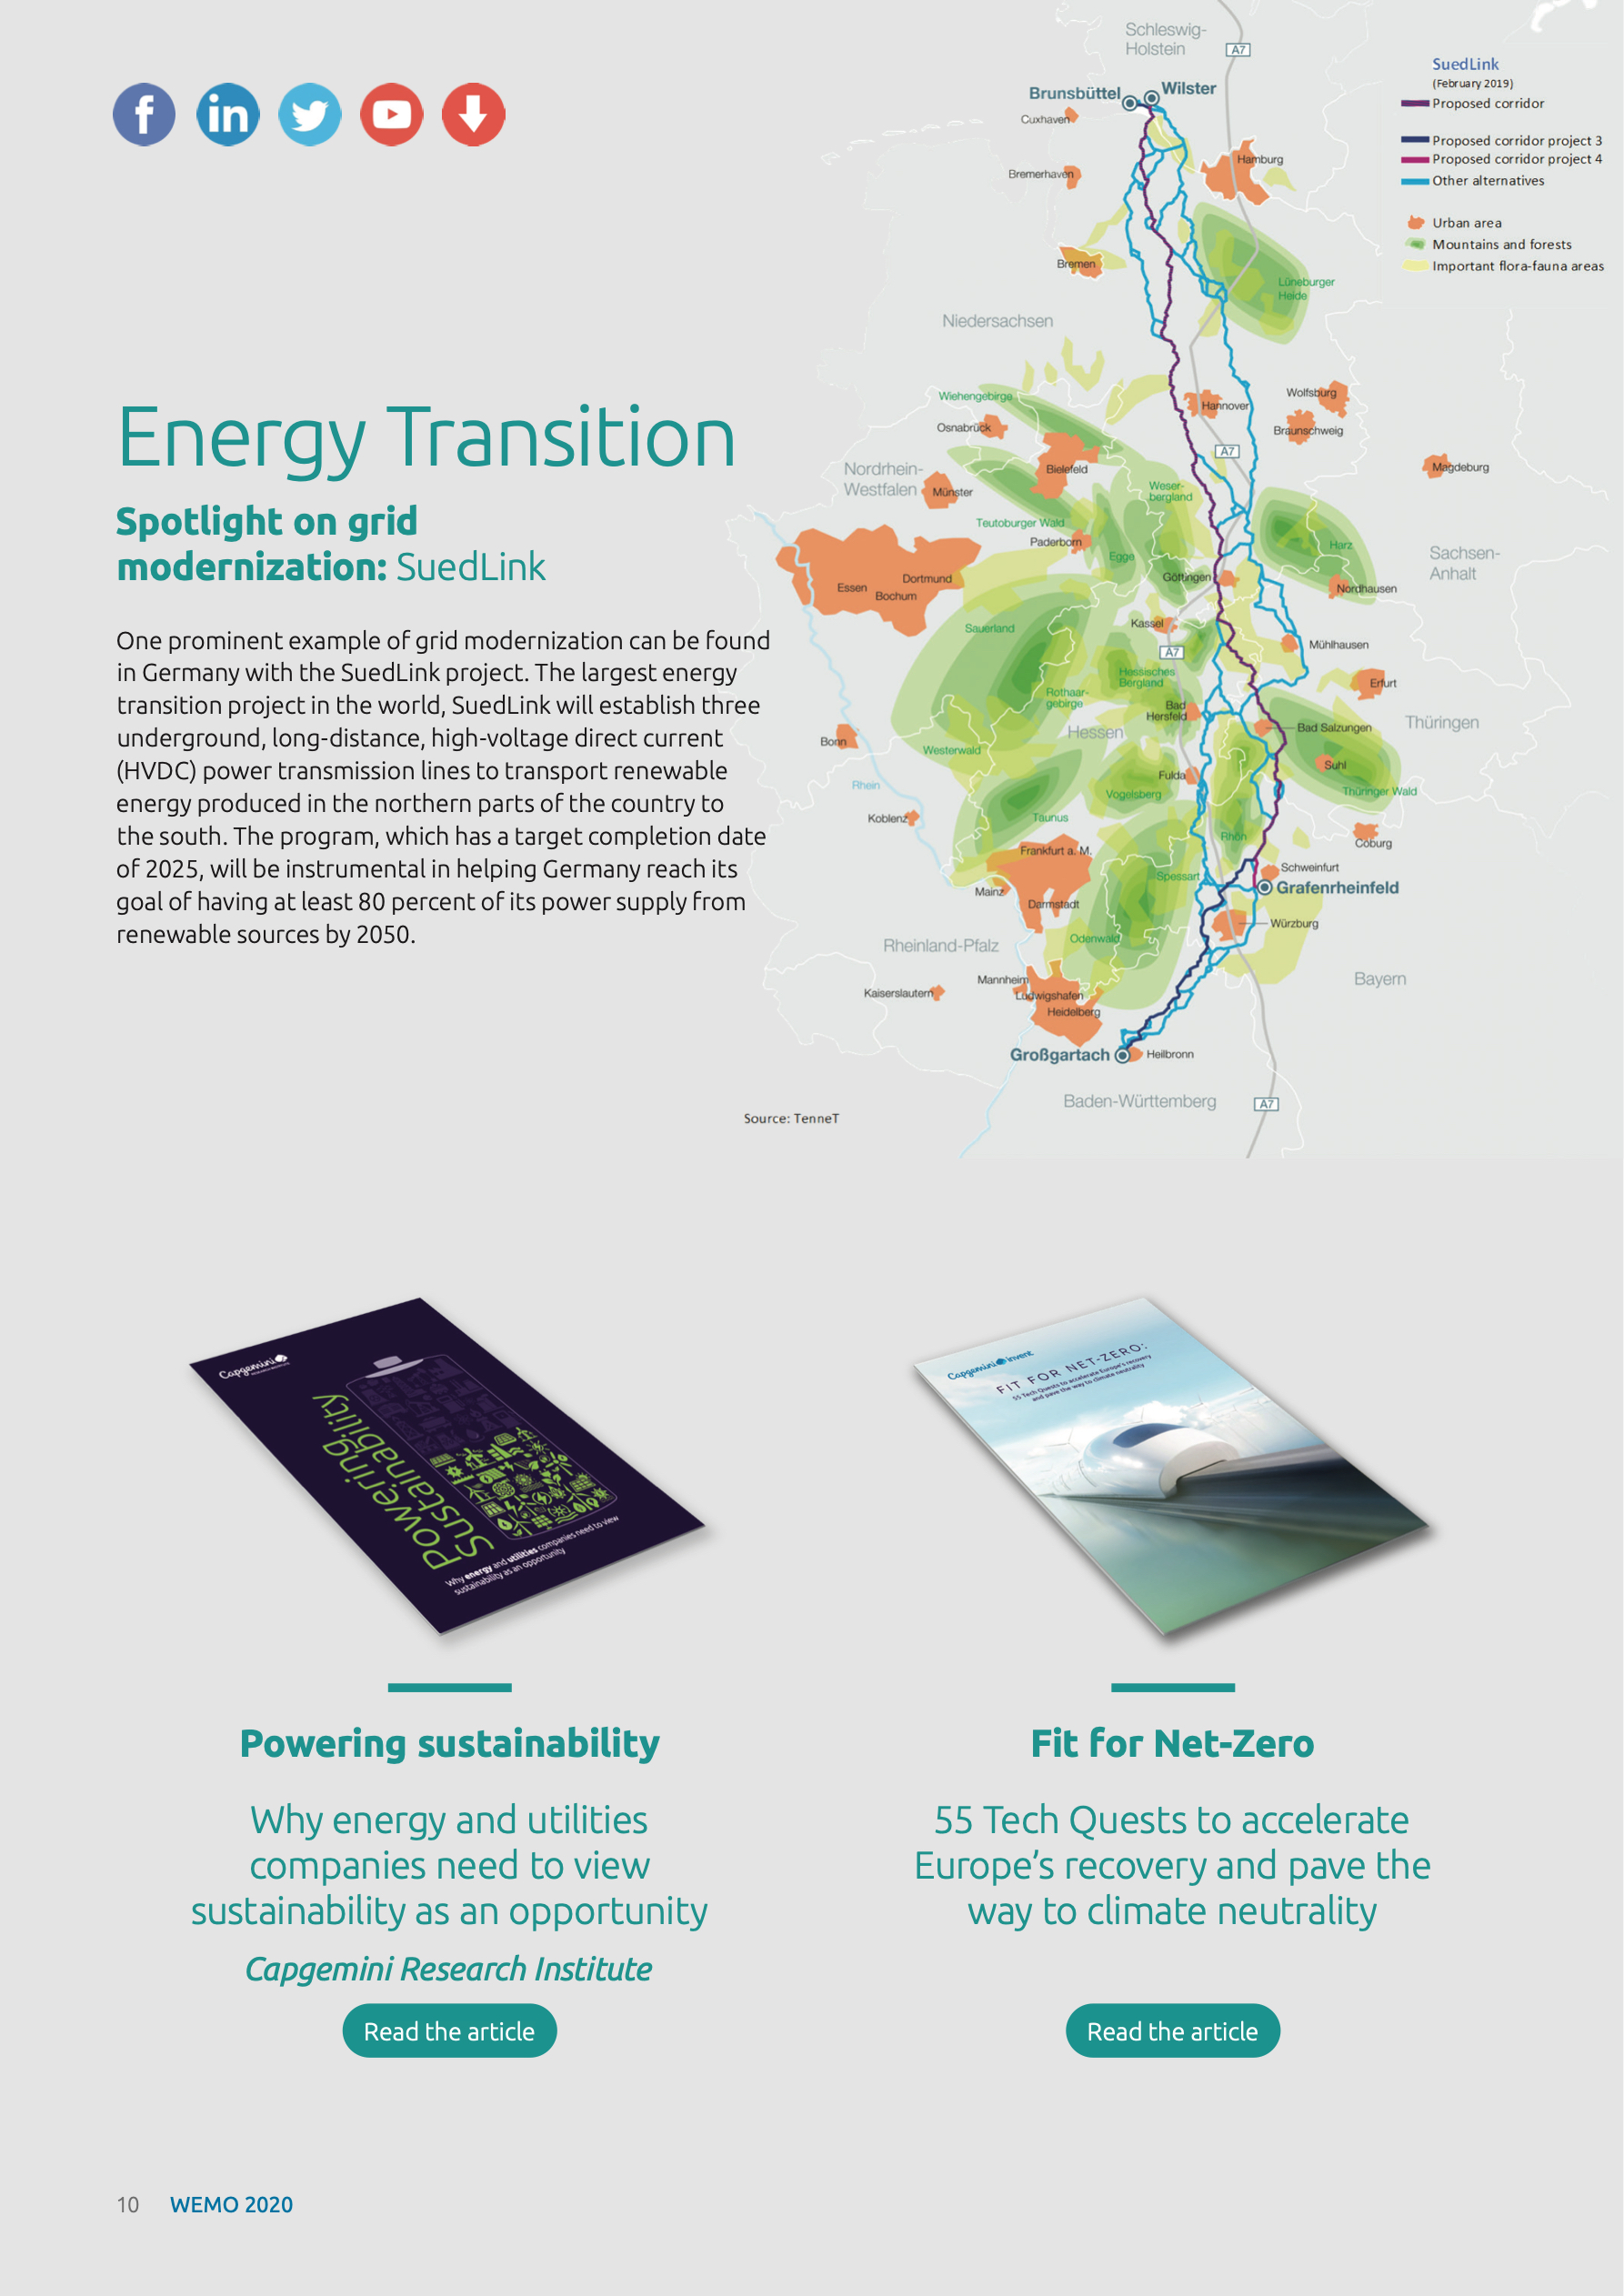 Energy Transition
Spotlight on grid
modernization: SuedLink
One prominent example of grid modernization can be found
in Germany with the SuedLink project. The largest energy
transition project in the world, SuedLink will establish three
underground, long-distance, high-voltage direct current
(HVDC) power transmission lines to transport renewable
energy produced in the northern parts of the country to
the south. The program, which has a target completion date
of 2025, will be instrumental in helping Germany reach its
goal of having at least 80 percent of its power supply from
renewable sources by 2050.
Schleswig-
Holstein
A7
Brunsbüttel
Wilster
Cuxhaven
Hamburg
Bremerhaven
Bremen
Lüneburger
Heide
Niedersachsen
Wiehengebirge
Osnabrück
Hannover
Wolfsburg
Braunschweig
A7
Nordrhein-
Westfalen
Münster
Bielefeld
Magdeburg
Weser-
bergland
Teutoburger Wald
Paderborn
Egge
Harz
Sachsen-
Anhalt
Göttingen
Nordhausen
Essen
Dortmund
Bochum
Sauerland
Kassel
A7
Mühlhausen
Hessisches
Bergland
Erfurt
Rothaar-
gebirge
Bad
Hersfeld
Hessen
Bad Salzungen
Thüringen
Bonn
Westerwald
Suhl
Rhein
Fulda
Vogelsberg
Thüringer Wald
Koblenz
Taunus
Rhön
Coburg
Frankfurt a. M.
Spessart
Schweinfurt
Grafenrheinfeld
Mainz
Darmstadt
Würzburg
Rheinland-Pfalz
Odenwald
Bayern
Mannheim
Kaiserslautern
Ludwigshafen
Heidelberg
Großgartach
Heilbronn
Baden-Württemberg
A7
SuedLink
(February 2019)
Proposed corridor
Proposed corridor project 3
Proposed corridor project 4
Other alternatives
Urban area
Mountains and forests
Important flora-fauna areas
Source: TenneT
Capgemini
Powering
Sustainability
Why energy and utilities companies need to view
sustainability as an opportunity
Powering sustainability
Why energy and utilities
companies need to view
sustainability as an opportunity
Capgemini Research Institute
Read the article
Capgemini invent
FIT FOR NET-ZERO:
55 Tech Quests to accelerate Europe's recovery
and pave the way to climate neutrality
Fit for Net-Zero
55 Tech Quests to accelerate
Europe's recovery and pave the
way to climate neutrality
Read the article
10 WEMO 2020